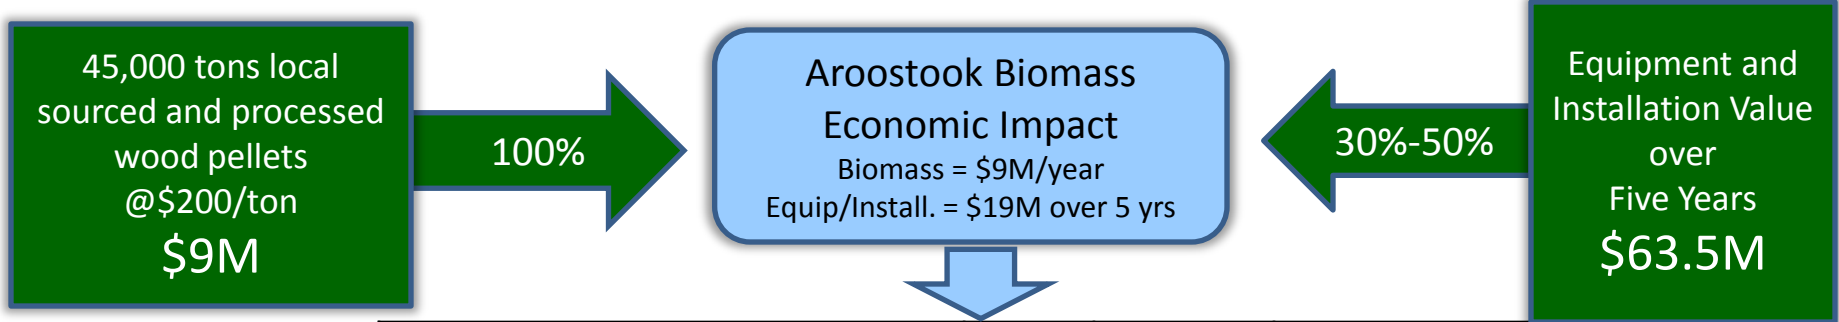 45,000 tons local
sourced and processed
wood pellets
@$200/ton
$9M
100%
Aroostook Biomass
Economic Impact
Biomass = $9M/year
Equip/Install. = $19M over 5 yrs
30%-50%
Equipment and
Installation Value
over
Five Years
$63.5M